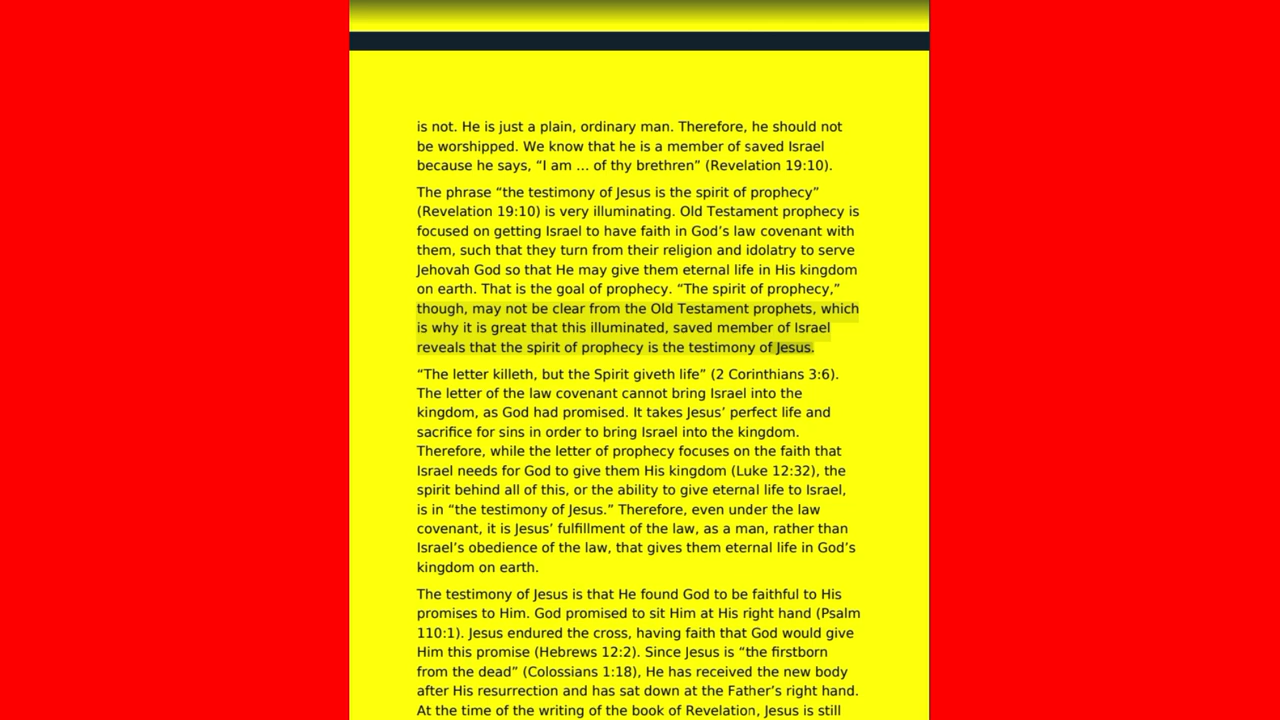 is not. He is just a plain, ordinary man. Therefore, he should not
be worshipped. We know that he is a member of saved Israel
because he says, “I am … of thy brethren” (Revelation 19:10).
The phrase “the testimony of Jesus is the spirit of prophecy”
(Revelation 19:10) is very illuminating. Old Testament prophecy is
focused on getting Israel to have faith in God’s law covenant with
them, such that they turn from their religion and idolatry to serve
Jehovah God so that He may give them eternal life in His kingdom
on earth. That is the goal of prophecy. “The spirit of prophecy,”
though, may not be clear from the Old Testament prophets, which
is why it is great that this illuminated, saved member of Israel
reveals that the spirit of prophecy is the testimony of Jesus.
“The letter killeth, but the Spirit giveth life” (2 Corinthians 3:6).
The letter of the law covenant cannot bring Israel into the
kingdom, as God had promised. It takes Jesus’ perfect life and
sacrifice for sins in order to bring Israel into the kingdom.
Therefore, while the letter of prophecy focuses on the faith that
Israel needs for God to give them His kingdom (Luke 12:32), the
spirit behind all of this, or the ability to give eternal life to Israel,
is in “the testimony of Jesus.” Therefore, even under the law
covenant, it is Jesus’ fulfillment of the law, as a man, rather than
Israel’s obedience of the law, that gives them eternal life in God’s
kingdom on earth.
The testimony of Jesus is that He found God to be faithful to His
promises to Him. God promised to sit Him at His right hand (Psalm
110:1). Jesus endured the cross, having faith that God would give
Him this promise (Hebrews 12:2). Since Jesus is “the firstborn
from the dead” (Colossians 1:18), He has received the new body
after His resurrection and has sat down at the Father’s right hand.
At the time of the writing of the book of Revelation, Jesus is still